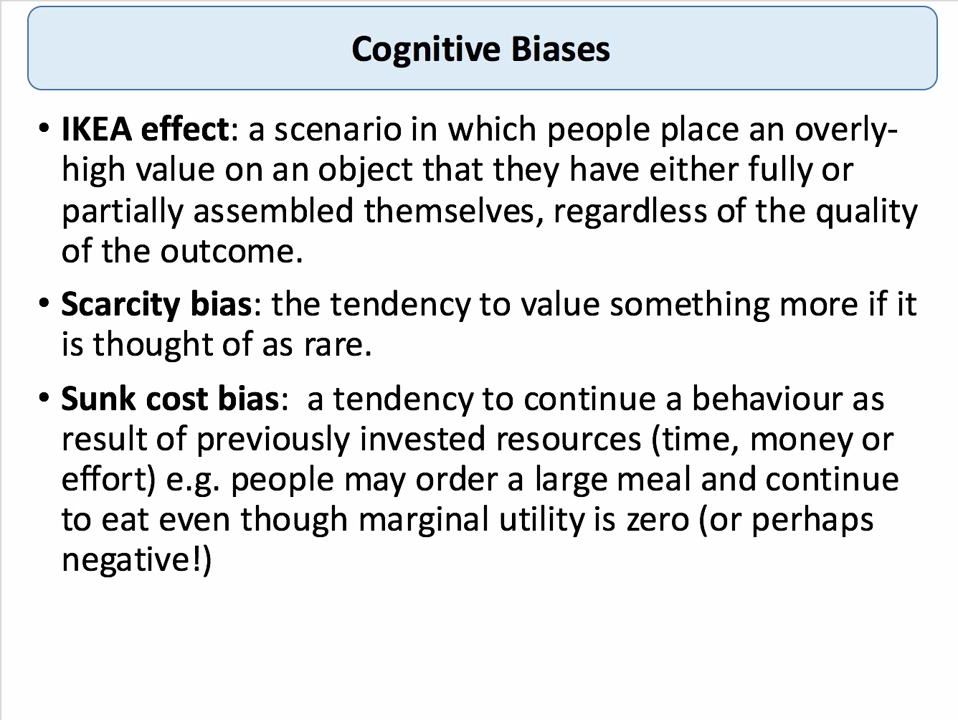 Cognitive Biases
• IKEA effect: a scenario in which people place an overly-
high value on an object that they have either fully or
partially assembled themselves, regardless of the quality
of the outcome.
• Scarcity bias: the tendency to value something more if it
is thought of as rare.
• Sunk cost bias:  a tendency to continue a behaviour as
result of previously invested resources (time, money or
effort) e.g. people may order a large meal and continue
to eat even though marginal utility is zero (or perhaps
negative!)